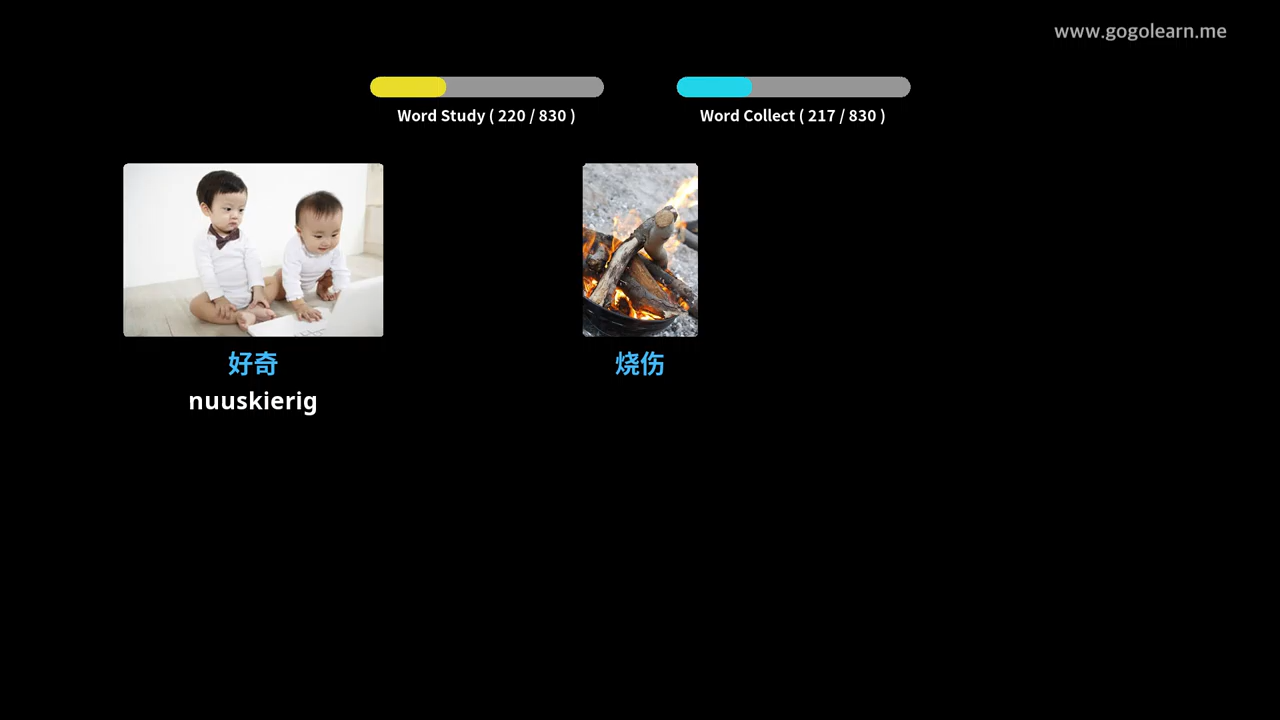 www.gogolearn.me
Word Study ( 220 / 830 )
Word Collect ( 217 / 830 )
好奇
nuuskierig
烧伤